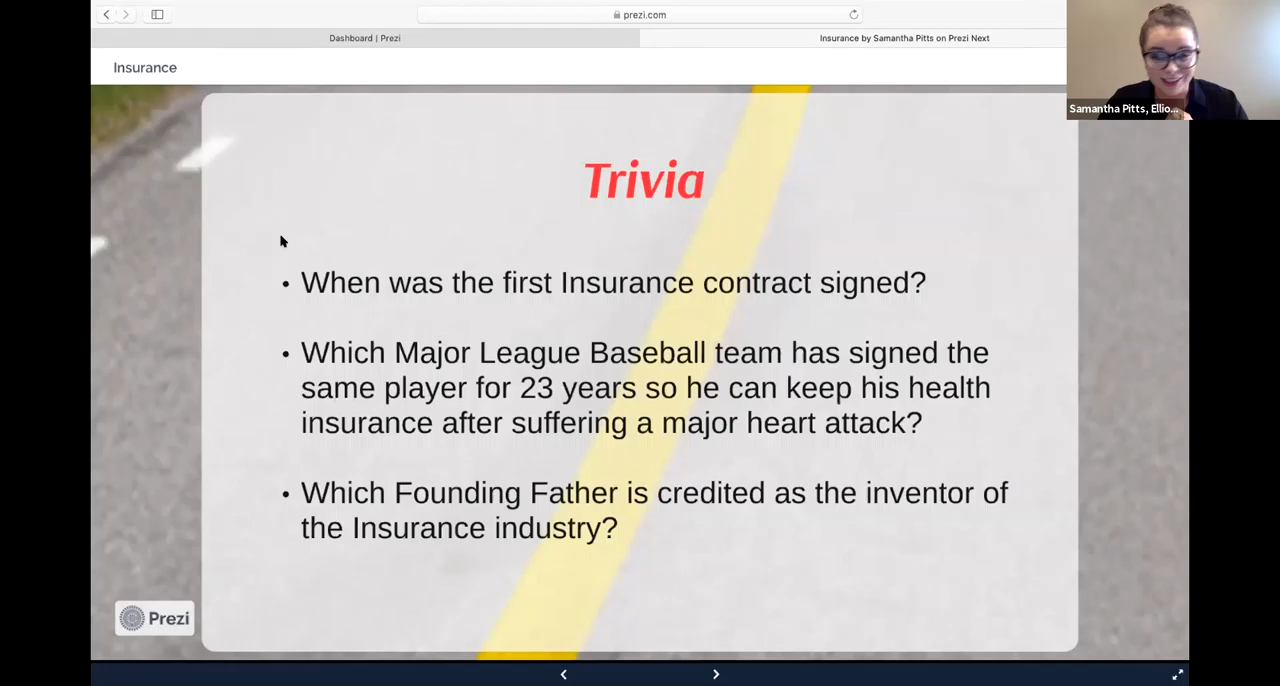 prezi.com
Dashboard | Prezi
Insurance by Samantha Pitts on Prezi Next
Insurance
Samantha Pitts, Ellio...
Trivia
• When was the first Insurance contract signed?
• Which Major League Baseball team has signed the
same player for 23 years so he can keep his health
insurance after suffering a major heart attack?
• Which Founding Father is credited as the inventor of
the Insurance industry?
Prezi